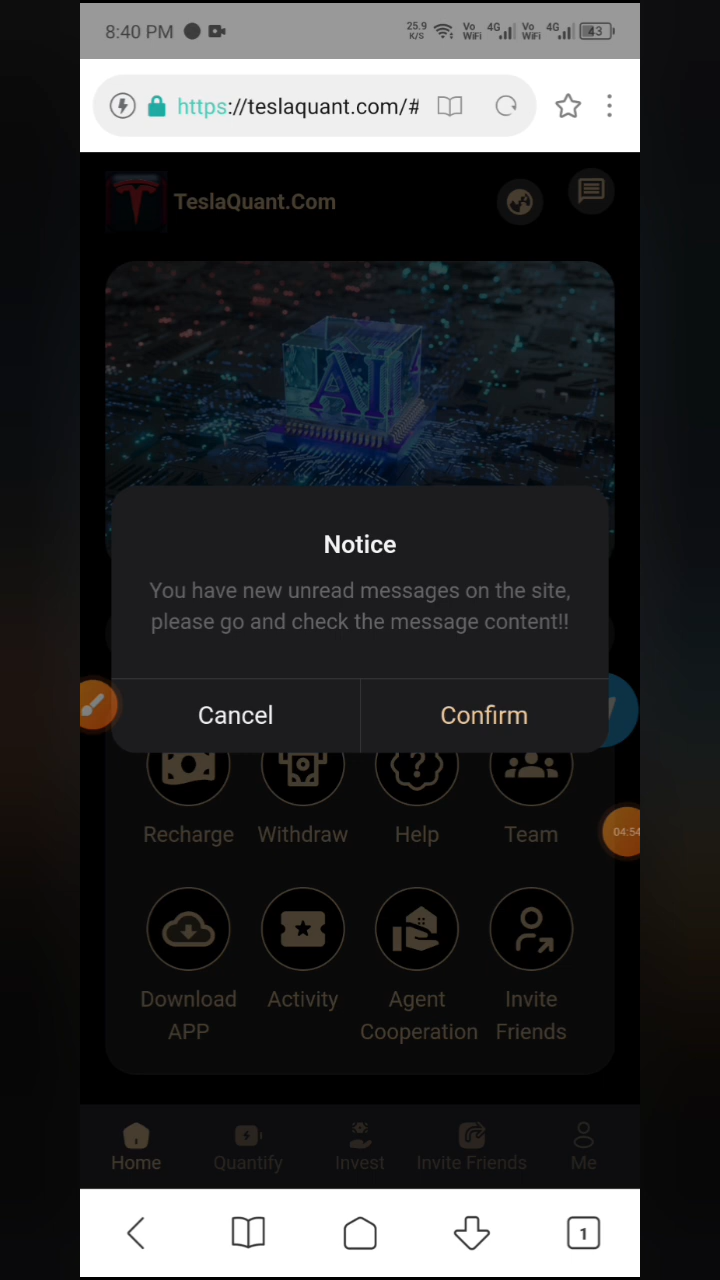 8:40 PM
25.9 K/S
Vo WiFi
4G
Vo WiFi
4G
43
https://teslaquant.com/#
TeslaQuant.Com
AI
Notice
You have new unread messages on the site,
please go and check the message content!!
Cancel
Confirm
Recharge
Withdraw
Help
Team
04:54
Download
APP
Activity
Agent
Cooperation
Invite
Friends
Home
Quantify
Invest
Invite Friends
Me
1